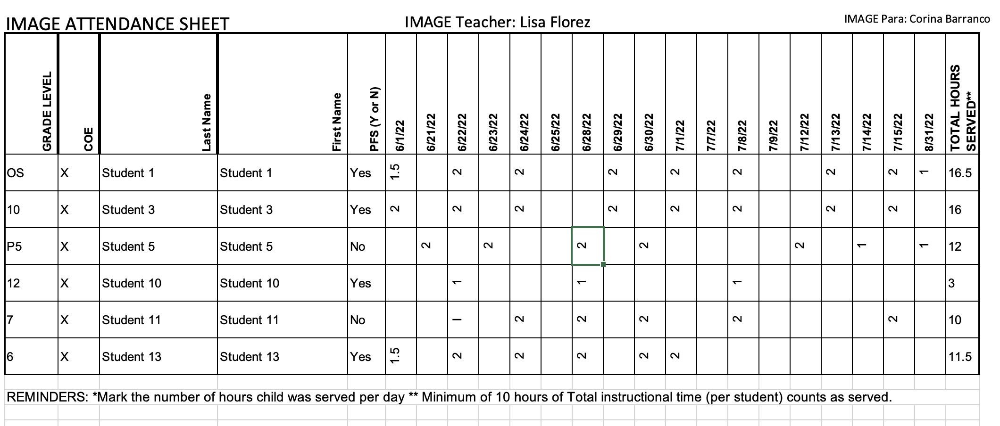 IMAGE ATTENDANCE SHEET IMAGE Teacher: Lisa Florez IMAGE Para: Corina Barranco
GRADE LEVEL COE Last Name First Name PFS (Y or N) 6/1/22 6/21/22 6/22/22 6/23/22 6/24/22 6/25/22 6/28/22 6/29/22 6/30/22 7/1/22 7/7/22 7/8/22 7/9/22 7/12/22 7/13/22 7/14/22 7/15/22 8/31/22 TOTAL HOURS SERVED**
OS X Student 1 Student 1 Yes 1.5 2 2 2 2 2 2 2 1 16.5
10 X Student 3 Student 3 Yes 2 2 2 2 2 2 2 2 16
P5 X Student 5 Student 5 No 2 2 2 2 2 1 1 12
12 X Student 10 Student 10 Yes 1 1 1 3
7 X Student 11 Student 11 No I 2 2 2 2 2 10
6 X Student 13 Student 13 Yes 1.5 2 2 2 2 2 11.5
REMINDERS: *Mark the number of hours child was served per day ** Minimum of 10 hours of Total instructional time (per student) counts as served.